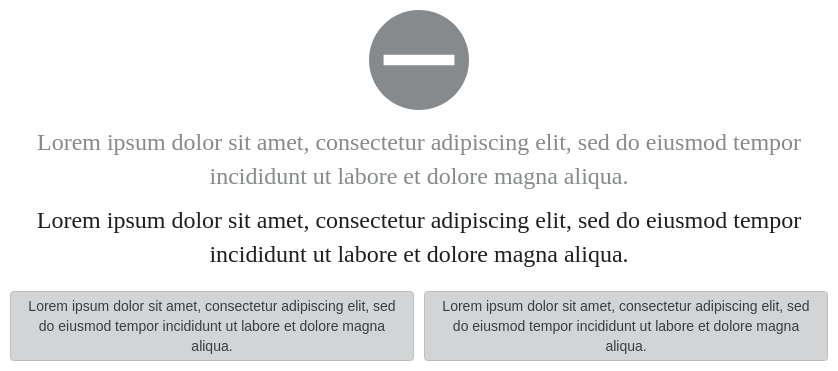 Lorem ipsum dolor sit amet, consectetur adipiscing elit, sed do eiusmod tempor
incididunt ut labore et dolore magna aliqua.
Lorem ipsum dolor sit amet, consectetur adipiscing elit, sed do eiusmod tempor
incididunt ut labore et dolore magna aliqua.
Lorem ipsum dolor sit amet, consectetur adipiscing elit, sed
do eiusmod tempor incididunt ut labore et dolore magna
aliqua.
Lorem ipsum dolor sit amet, consectetur adipiscing elit, sed
do eiusmod tempor incididunt ut labore et dolore magna
aliqua.